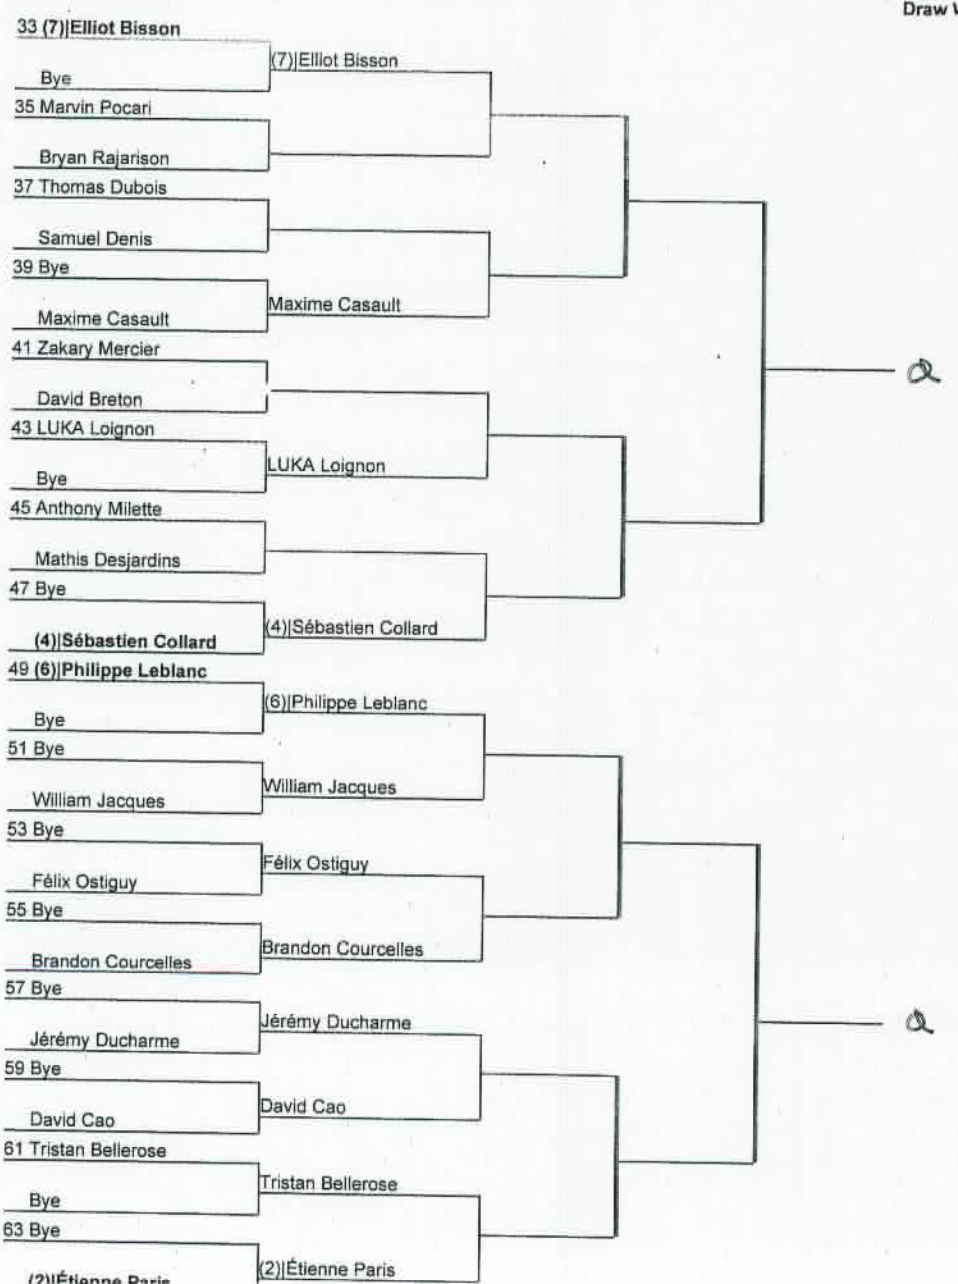 Draw
33 (7)|Elliot Bisson
(7)|Elliot Bisson
Bye
35 Marvin Pocari
Bryan Rajarison
37 Thomas Dubois
Samuel Denis
39 Bye
Maxime Casault
Maxime Casault
41 Zakary Mercier
David Breton
43 LUKA Loignon
LUKA Loignon
Bye
45 Anthony Milette
Mathis Desjardins
47 Bye
(4)|Sébastien Collard
(4)|Sébastien Collard
49 (6)|Philippe Leblanc
(6)|Philippe Leblanc
Bye
51 Bye
William Jacques
William Jacques
53 Bye
Félix Ostiguy
Félix Ostiguy
55 Bye
Brandon Courcelles
Brandon Courcelles
57 Bye
Jérémy Ducharme
Jérémy Ducharme
59 Bye
David Cao
David Cao
61 Tristan Bellerose
Tristan Bellerose
Bye
63 Bye
(2)|Étienne Paris
(2)|Étienne Paris
Q
Q